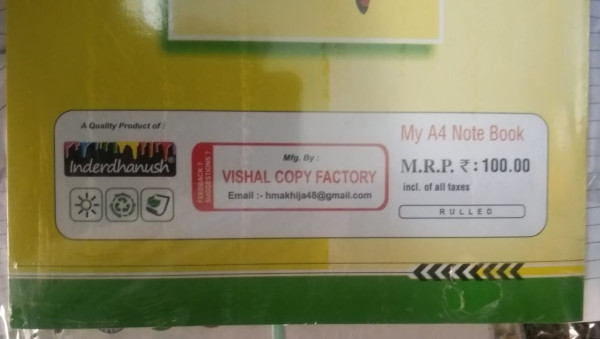 A Quality Product of :
Inderdhanush®
FEEDBACK ?
SUGGESTIONS ?
Mfg. By :
VISHAL COPY FACTORY
Email :- hmakhija48@gmail.com
My A4 Note Book
M.R.P. ₹ : 100.00
incl. of all taxes
RULLED